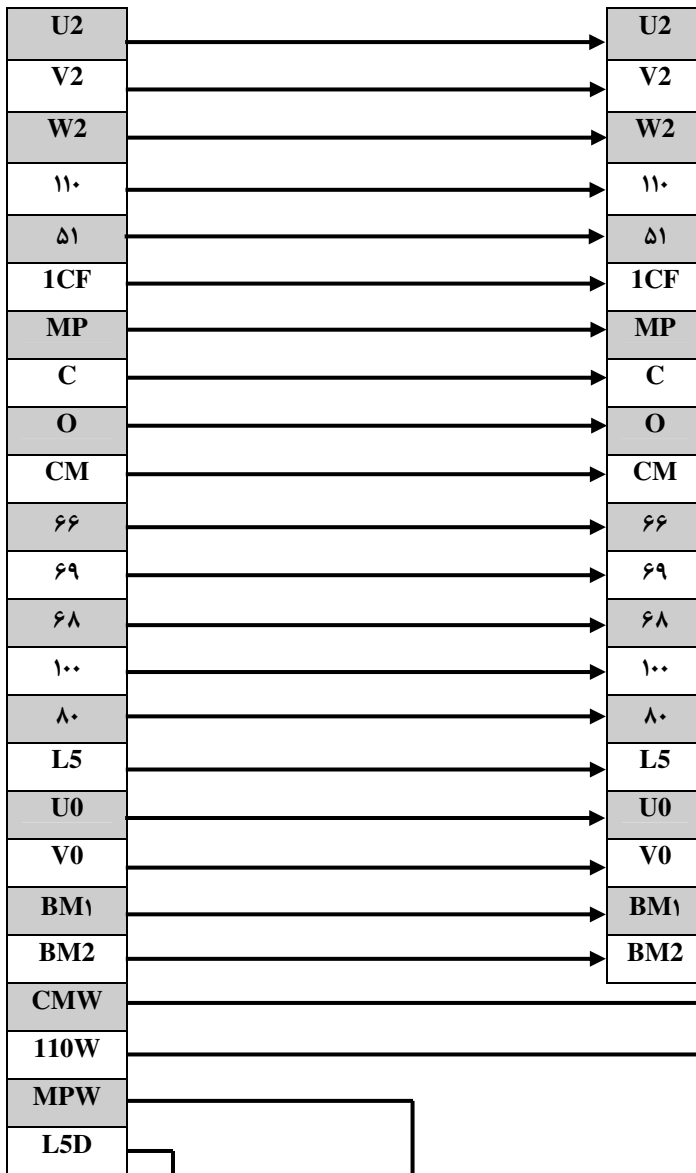 U2 U2
V2 V2
W2 W2
۱۱۰ ۱۱۰
۵۱ ۵۱
1CF 1CF
MP MP
C C
O O
CM CM
۶۶ ۶۶
۶۹ ۶۹
۶۸ ۶۸
۱۰۰ ۱۰۰
۸۰ ۸۰
L5 L5
U0 U0
V0 V0
BM۱ BM۱
BM2 BM2
CMW
110W
MPW
L5D